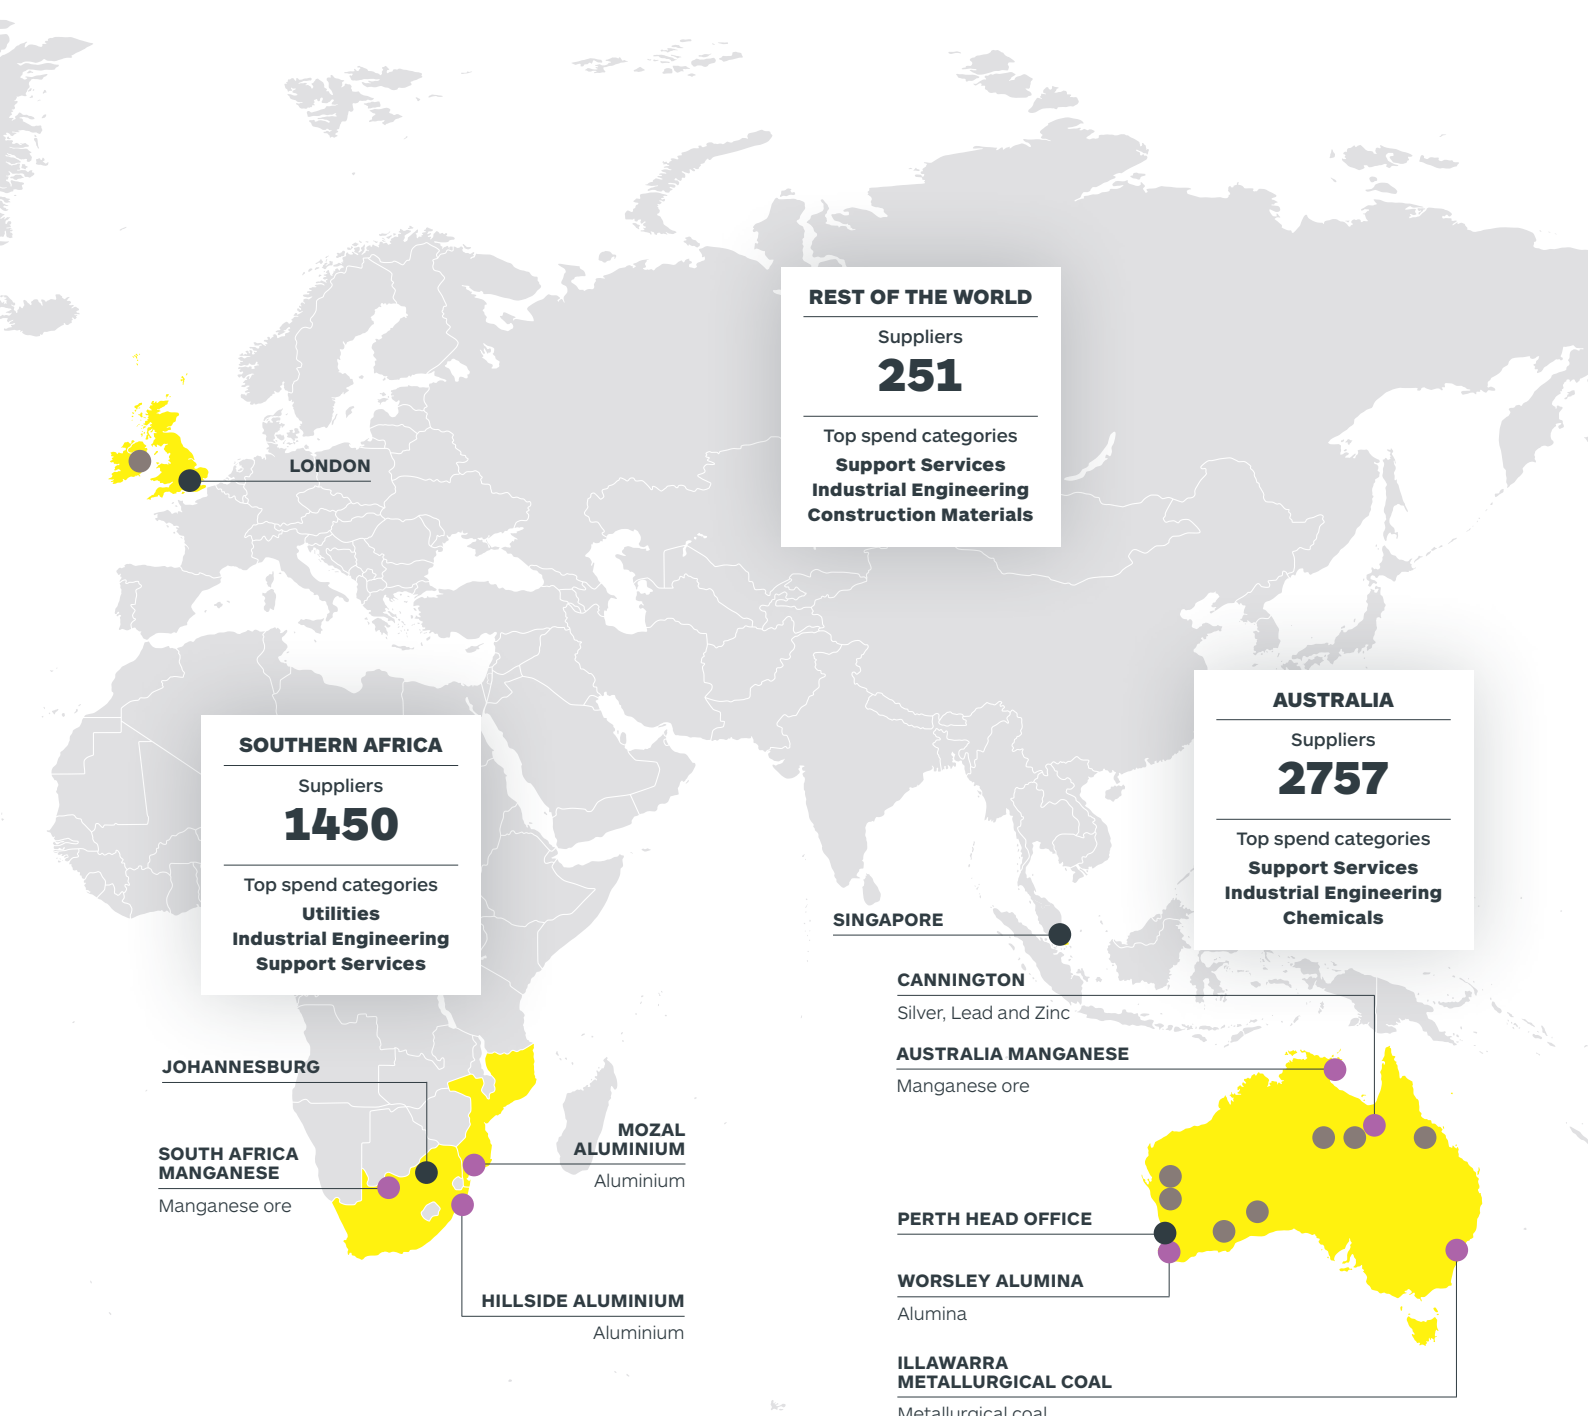 REST OF THE WORLD
Suppliers
251
Top spend categories
Support Services
Industrial Engineering
Construction Materials
LONDON
AUSTRALIA
Suppliers
2757
Top spend categories
Support Services
Industrial Engineering
Chemicals
SOUTHERN AFRICA
Suppliers
1450
Top spend categories
Utilities
Industrial Engineering
Support Services
SINGAPORE
CANNINGTON
Silver, Lead and Zinc
AUSTRALIA MANGANESE
Manganese ore
JOHANNESBURG
MOZAL
ALUMINIUM
Aluminium
SOUTH AFRICA
MANGANESE
Manganese ore
PERTH HEAD OFFICE
WORSLEY ALUMINA
Alumina
HILLSIDE ALUMINIUM
Aluminium
ILLAWARRA
METALLURGICAL COAL
Metallurgical coal